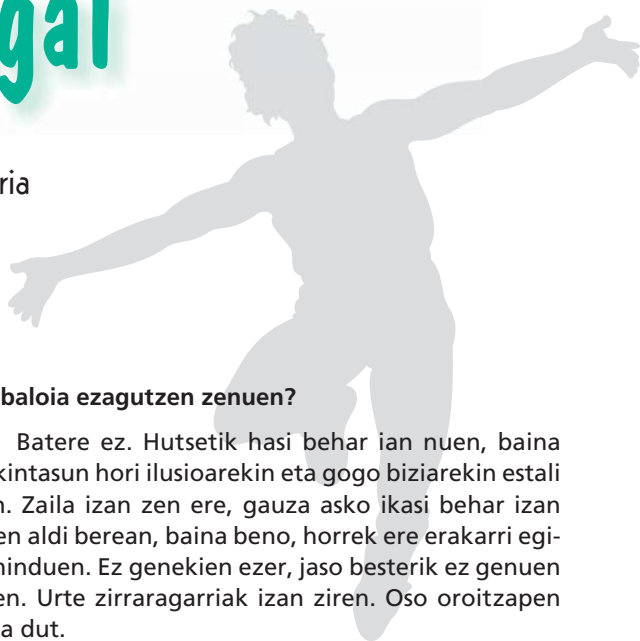 gal
ria
baloia ezagutzen zenuen?
Batere ez. Hutsetik hasi behar ian nuen, baina
kintasun hori ilusioarekin eta gogo biziarekin estali
n. Zaila izan zen ere, gauza asko ikasi behar izan
en aldi berean, baina beno, horrek ere erakarri egi-
ninduen. Ez genekien ezer, jaso besterik ez genuen
en. Urte zirraragarriak izan ziren. Oso oroitzapen
a dut.